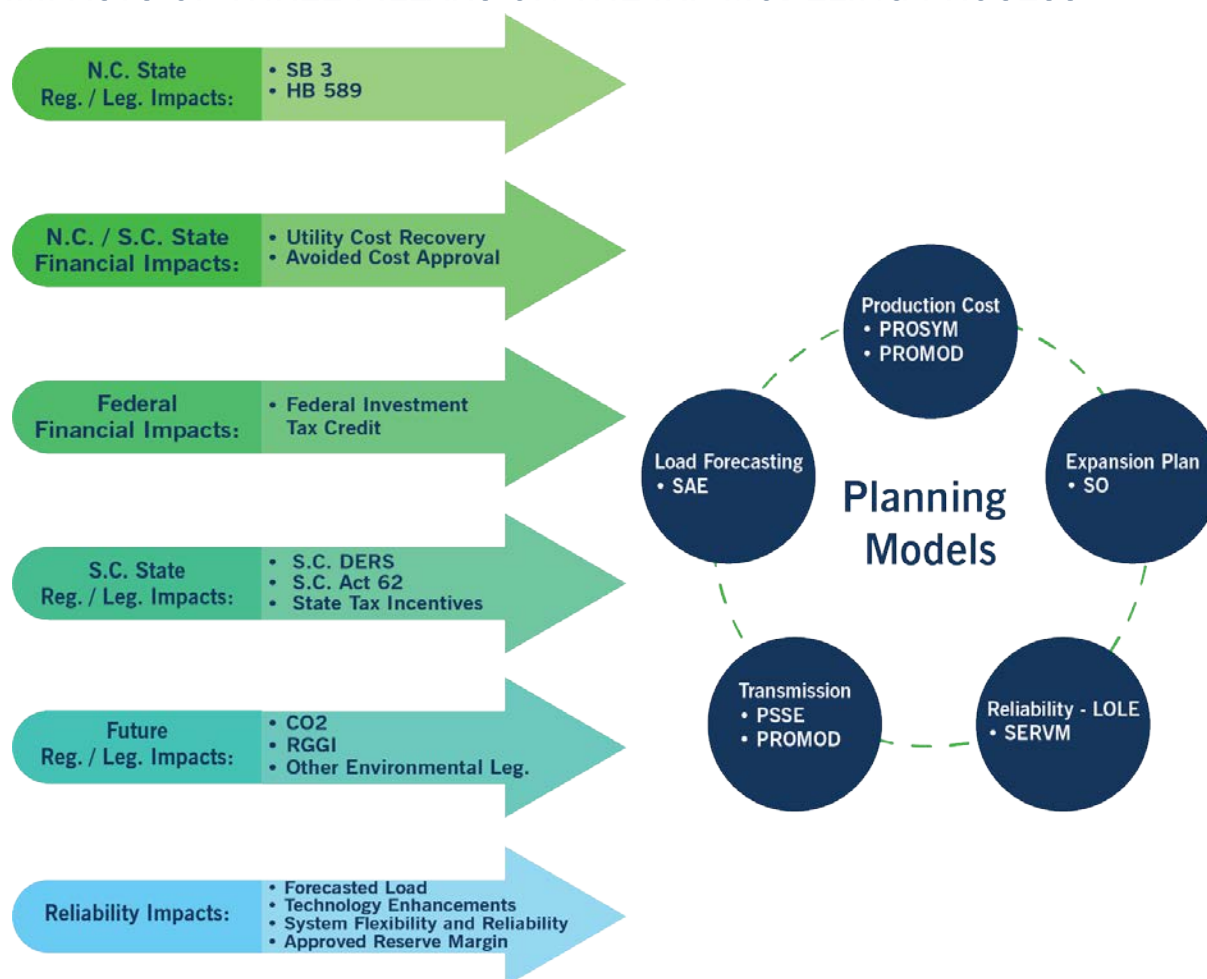 N.C. State
Reg. / Leg. Impacts:
• SB 3
• HB 589
N.C. / S.C. State
Financial Impacts:
• Utility Cost Recovery
• Avoided Cost Approval
Federal
Financial Impacts:
• Federal Investment
Tax Credit
S.C. State
Reg. / Leg. Impacts:
• S.C. DERS
• S.C. Act 62
• State Tax Incentives
Future
Reg. / Leg. Impacts:
• CO2
• RGGI
• Other Environmental Leg.
Reliability Impacts:
• Forecasted Load
• Technology Enhancements
• System Flexibility and Reliability
• Approved Reserve Margin
Production Cost
• PROSYM
• PROMOD
Load Forecasting
• SAE
Expansion Plan
• SO
Planning
Models
Transmission
• PSSE
• PROMOD
Reliability - LOLE
• SERVM